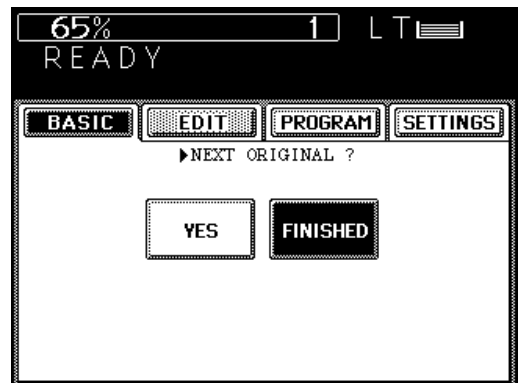 65% 1 LT
READY
BASIC EDIT PROGRAM SETTINGS
▶NEXT ORIGINAL ?
YES FINISHED